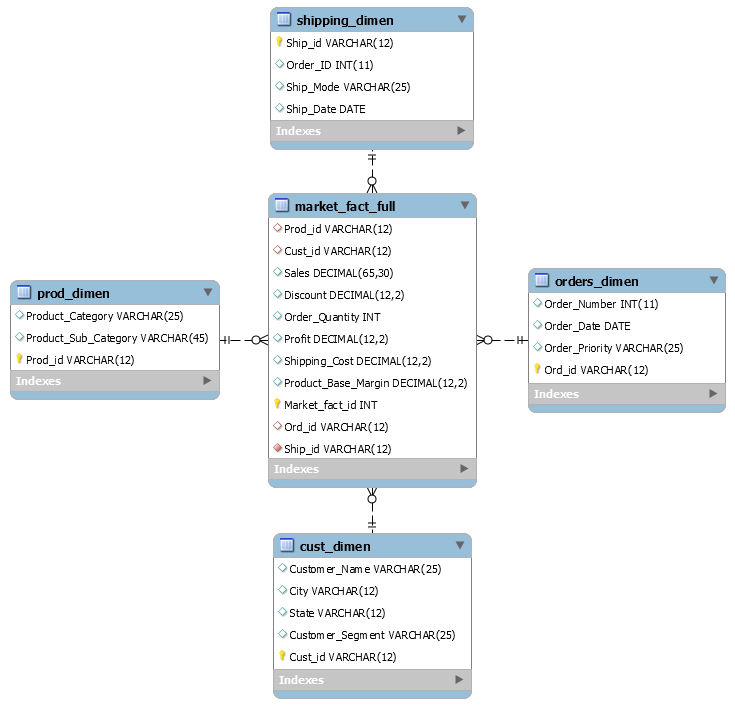 shipping_dimen
Ship_id VARCHAR(12)
Order_ID INT(11)
Ship_Mode VARCHAR(25)
Ship_Date DATE
Indexes
market_fact_full
Prod_id VARCHAR(12)
Cust_id VARCHAR(12)
Sales DECIMAL(65,30)
Discount DECIMAL(12,2)
Order_Quantity INT
Profit DECIMAL(12,2)
Shipping_Cost DECIMAL(12,2)
Product_Base_Margin DECIMAL(12,2)
Market_fact_id INT
Ord_id VARCHAR(12)
Ship_id VARCHAR(12)
Indexes
prod_dimen
Product_Category VARCHAR(25)
Product_Sub_Category VARCHAR(45)
Prod_id VARCHAR(12)
Indexes
orders_dimen
Order_Number INT(11)
Order_Date DATE
Order_Priority VARCHAR(25)
Ord_id VARCHAR(12)
Indexes
cust_dimen
Customer_Name VARCHAR(25)
City VARCHAR(12)
State VARCHAR(12)
Customer_Segment VARCHAR(25)
Cust_id VARCHAR(12)
Indexes